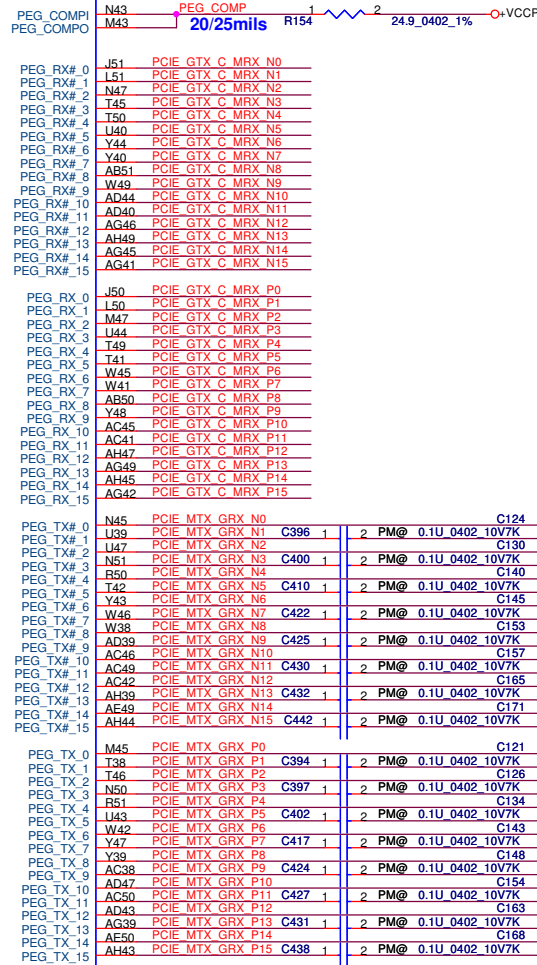 PEG_COMPI N43 PEG_COMP 1 2 +VCCP
PEG_COMPO M43 20/25mils R154 24.9_0402_1%
PEG_RX#_0 J51 PCIE_GTX_C_MRX_N0
PEG_RX#_1 L51 PCIE_GTX_C_MRX_N1
PEG_RX#_2 N47 PCIE_GTX_C_MRX_N2
PEG_RX#_3 T45 PCIE_GTX_C_MRX_N3
PEG_RX#_4 T50 PCIE_GTX_C_MRX_N4
PEG_RX#_5 U40 PCIE_GTX_C_MRX_N5
PEG_RX#_6 Y44 PCIE_GTX_C_MRX_N6
PEG_RX#_7 Y40 PCIE_GTX_C_MRX_N7
PEG_RX#_8 AB51 PCIE_GTX_C_MRX_N8
PEG_RX#_9 W49 PCIE_GTX_C_MRX_N9
PEG_RX#_10 AD44 PCIE_GTX_C_MRX_N10
PEG_RX#_11 AD40 PCIE_GTX_C_MRX_N11
PEG_RX#_12 AG46 PCIE_GTX_C_MRX_N12
PEG_RX#_13 AH49 PCIE_GTX_C_MRX_N13
PEG_RX#_14 AG45 PCIE_GTX_C_MRX_N14
PEG_RX#_15 AG41 PCIE_GTX_C_MRX_N15
PEG_RX_0 J50 PCIE_GTX_C_MRX_P0
PEG_RX_1 L50 PCIE_GTX_C_MRX_P1
PEG_RX_2 M47 PCIE_GTX_C_MRX_P2
PEG_RX_3 U44 PCIE_GTX_C_MRX_P3
PEG_RX_4 T49 PCIE_GTX_C_MRX_P4
PEG_RX_5 T41 PCIE_GTX_C_MRX_P5
PEG_RX_6 W45 PCIE_GTX_C_MRX_P6
PEG_RX_7 W41 PCIE_GTX_C_MRX_P7
PEG_RX_8 AB50 PCIE_GTX_C_MRX_P8
PEG_RX_9 Y48 PCIE_GTX_C_MRX_P9
PEG_RX_10 AC45 PCIE_GTX_C_MRX_P10
PEG_RX_11 AC41 PCIE_GTX_C_MRX_P11
PEG_RX_12 AH47 PCIE_GTX_C_MRX_P12
PEG_RX_13 AG49 PCIE_GTX_C_MRX_P13
PEG_RX_14 AH45 PCIE_GTX_C_MRX_P14
PEG_RX_15 AG42 PCIE_GTX_C_MRX_P15
PEG_TX#_0 N45 PCIE_MTX_GRX_N0 C124
PEG_TX#_1 U39 PCIE_MTX_GRX_N1 C396 1 2 PM@ 0.1U_0402_10V7K
PEG_TX#_2 U47 PCIE_MTX_GRX_N2 C130
PEG_TX#_3 N51 PCIE_MTX_GRX_N3 C400 1 2 PM@ 0.1U_0402_10V7K
PEG_TX#_4 R50 PCIE_MTX_GRX_N4 C140
PEG_TX#_5 T42 PCIE_MTX_GRX_N5 C410 1 2 PM@ 0.1U_0402_10V7K
PEG_TX#_6 Y43 PCIE_MTX_GRX_N6 C145
PEG_TX#_7 W46 PCIE_MTX_GRX_N7 C422 1 2 PM@ 0.1U_0402_10V7K
PEG_TX#_8 W38 PCIE_MTX_GRX_N8 C153
PEG_TX#_9 AD39 PCIE_MTX_GRX_N9 C425 1 2 PM@ 0.1U_0402_10V7K
PEG_TX#_10 AC46 PCIE_MTX_GRX_N10 C157
PEG_TX#_11 AC49 PCIE_MTX_GRX_N11 C430 1 2 PM@ 0.1U_0402_10V7K
PEG_TX#_12 AC42 PCIE_MTX_GRX_N12 C165
PEG_TX#_13 AH39 PCIE_MTX_GRX_N13 C432 1 2 PM@ 0.1U_0402_10V7K
PEG_TX#_14 AE49 PCIE_MTX_GRX_N14 C171
PEG_TX#_15 AH44 PCIE_MTX_GRX_N15 C442 1 2 PM@ 0.1U_0402_10V7K
PEG_TX_0 M45 PCIE_MTX_GRX_P0 C121
PEG_TX_1 T38 PCIE_MTX_GRX_P1 C394 1 2 PM@ 0.1U_0402_10V7K
PEG_TX_2 T46 PCIE_MTX_GRX_P2 C126
PEG_TX_3 N50 PCIE_MTX_GRX_P3 C397 1 2 PM@ 0.1U_0402_10V7K
PEG_TX_4 R51 PCIE_MTX_GRX_P4 C134
PEG_TX_5 U43 PCIE_MTX_GRX_P5 C402 1 2 PM@ 0.1U_0402_10V7K
PEG_TX_6 W42 PCIE_MTX_GRX_P6 C143
PEG_TX_7 Y47 PCIE_MTX_GRX_P7 C417 1 2 PM@ 0.1U_0402_10V7K
PEG_TX_8 Y39 PCIE_MTX_GRX_P8 C148
PEG_TX_9 AC38 PCIE_MTX_GRX_P9 C424 1 2 PM@ 0.1U_0402_10V7K
PEG_TX_10 AD47 PCIE_MTX_GRX_P10 C154
PEG_TX_11 AC50 PCIE_MTX_GRX_P11 C427 1 2 PM@ 0.1U_0402_10V7K
PEG_TX_12 AD43 PCIE_MTX_GRX_P12 C163
PEG_TX_13 AG39 PCIE_MTX_GRX_P13 C431 1 2 PM@ 0.1U_0402_10V7K
PEG_TX_14 AE50 PCIE_MTX_GRX_P14 C168
PEG_TX_15 AH43 PCIE_MTX_GRX_P15 C438 1 2 PM@ 0.1U_0402_10V7K